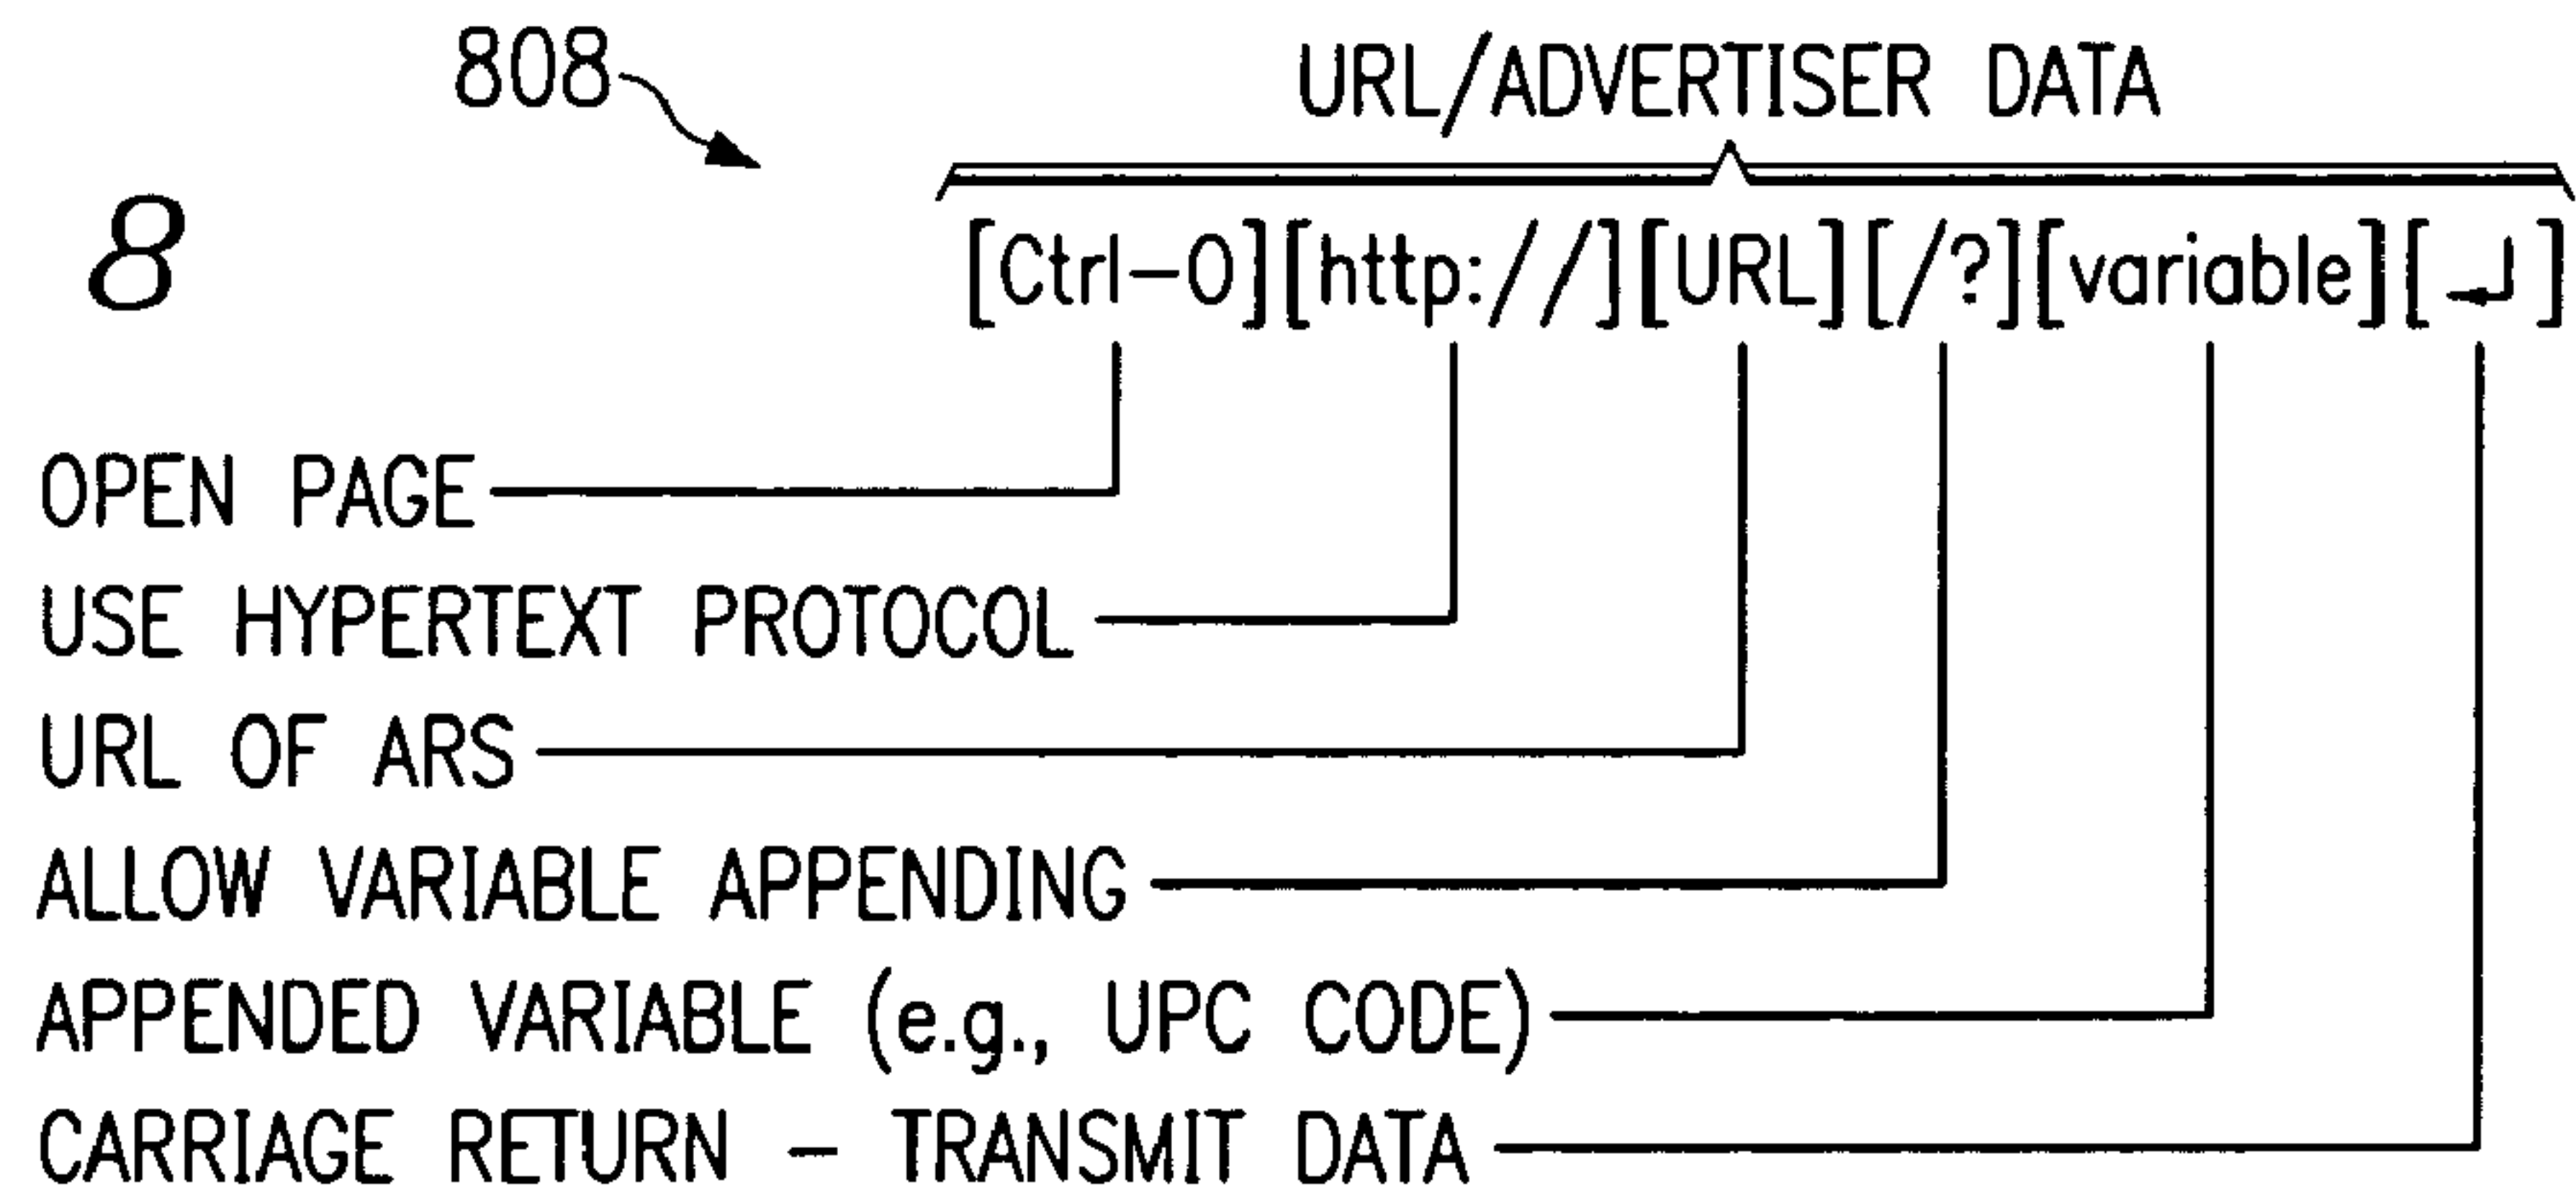 808
URL/ADVERTISER DATA
8
[Ctrl-O][http://][URL][/?][variable][↵]
OPEN PAGE
USE HYPERTEXT PROTOCOL
URL OF ARS
ALLOW VARIABLE APPENDING
APPENDED VARIABLE (e.g., UPC CODE)
CARRIAGE RETURN - TRANSMIT DATA